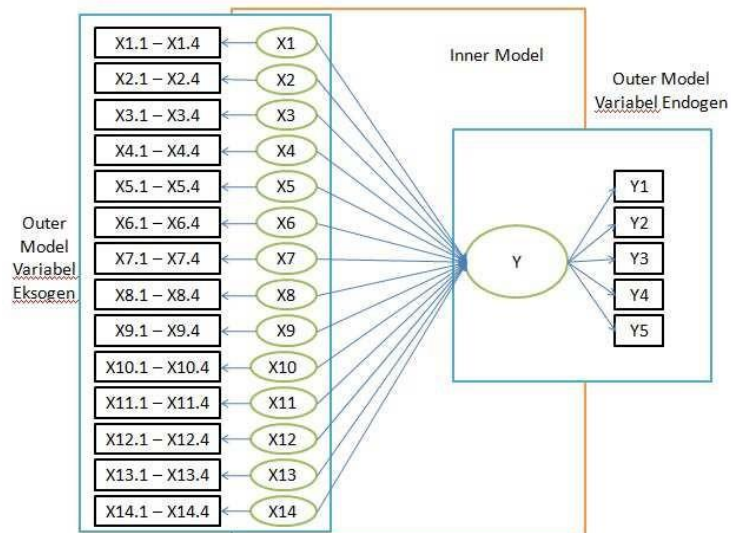 Outer
Model
Variabel
Eksogen
X1.1 – X1.4
X1
X2.1 – X2.4
X2
X3.1 – X3.4
X3
X4.1 – X4.4
X4
X5.1 – X5.4
X5
X6.1 – X6.4
X6
X7.1 – X7.4
X7
X8.1 – X8.4
X8
X9.1 – X9.4
X9
X10.1 – X10.4
X10
X11.1 – X11.4
X11
X12.1 – X12.4
X12
X13.1 – X13.4
X13
X14.1 – X14.4
X14
Inner Model
Outer Model
Variabel Endogen
Y
Y1
Y2
Y3
Y4
Y5